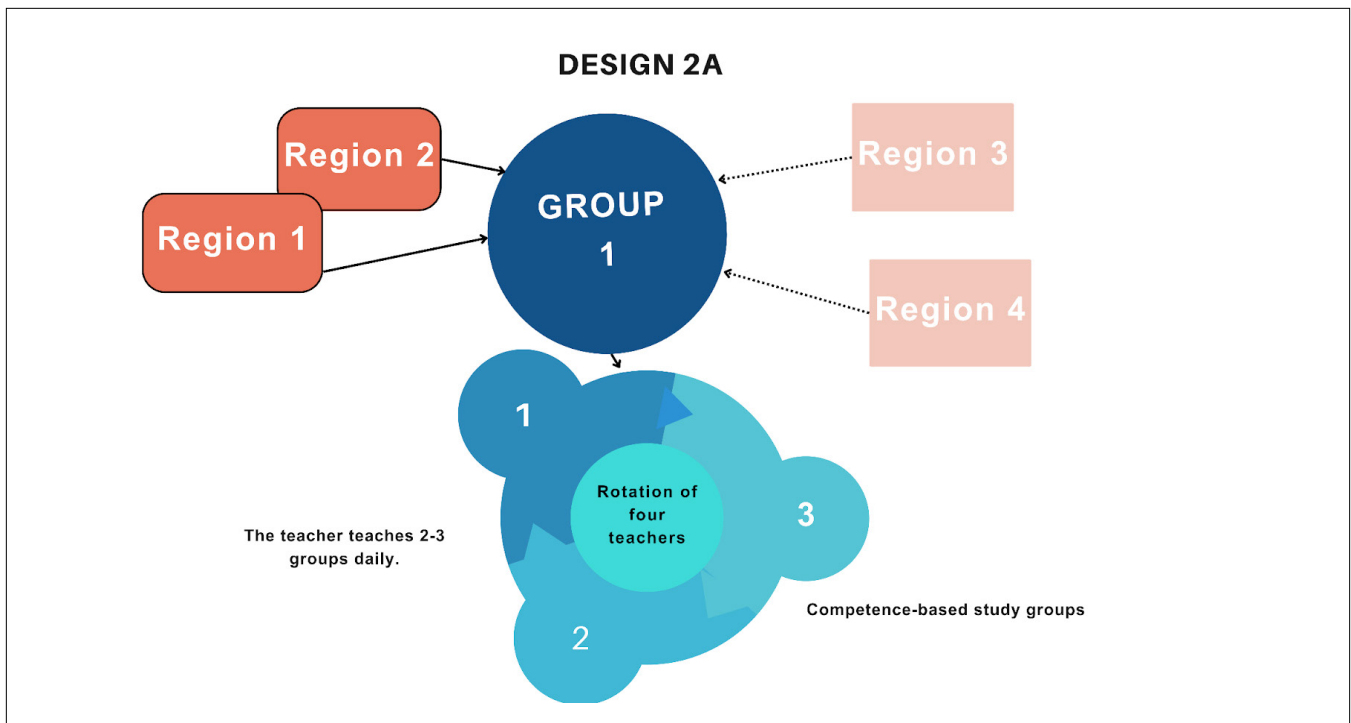 DESIGN 2A
Region 2
Region 1
GROUP
1
Region 3
Region 4
1
Rotation of
four
teachers
3
2
The teacher teaches 2-3
groups daily.
Competence-based study groups